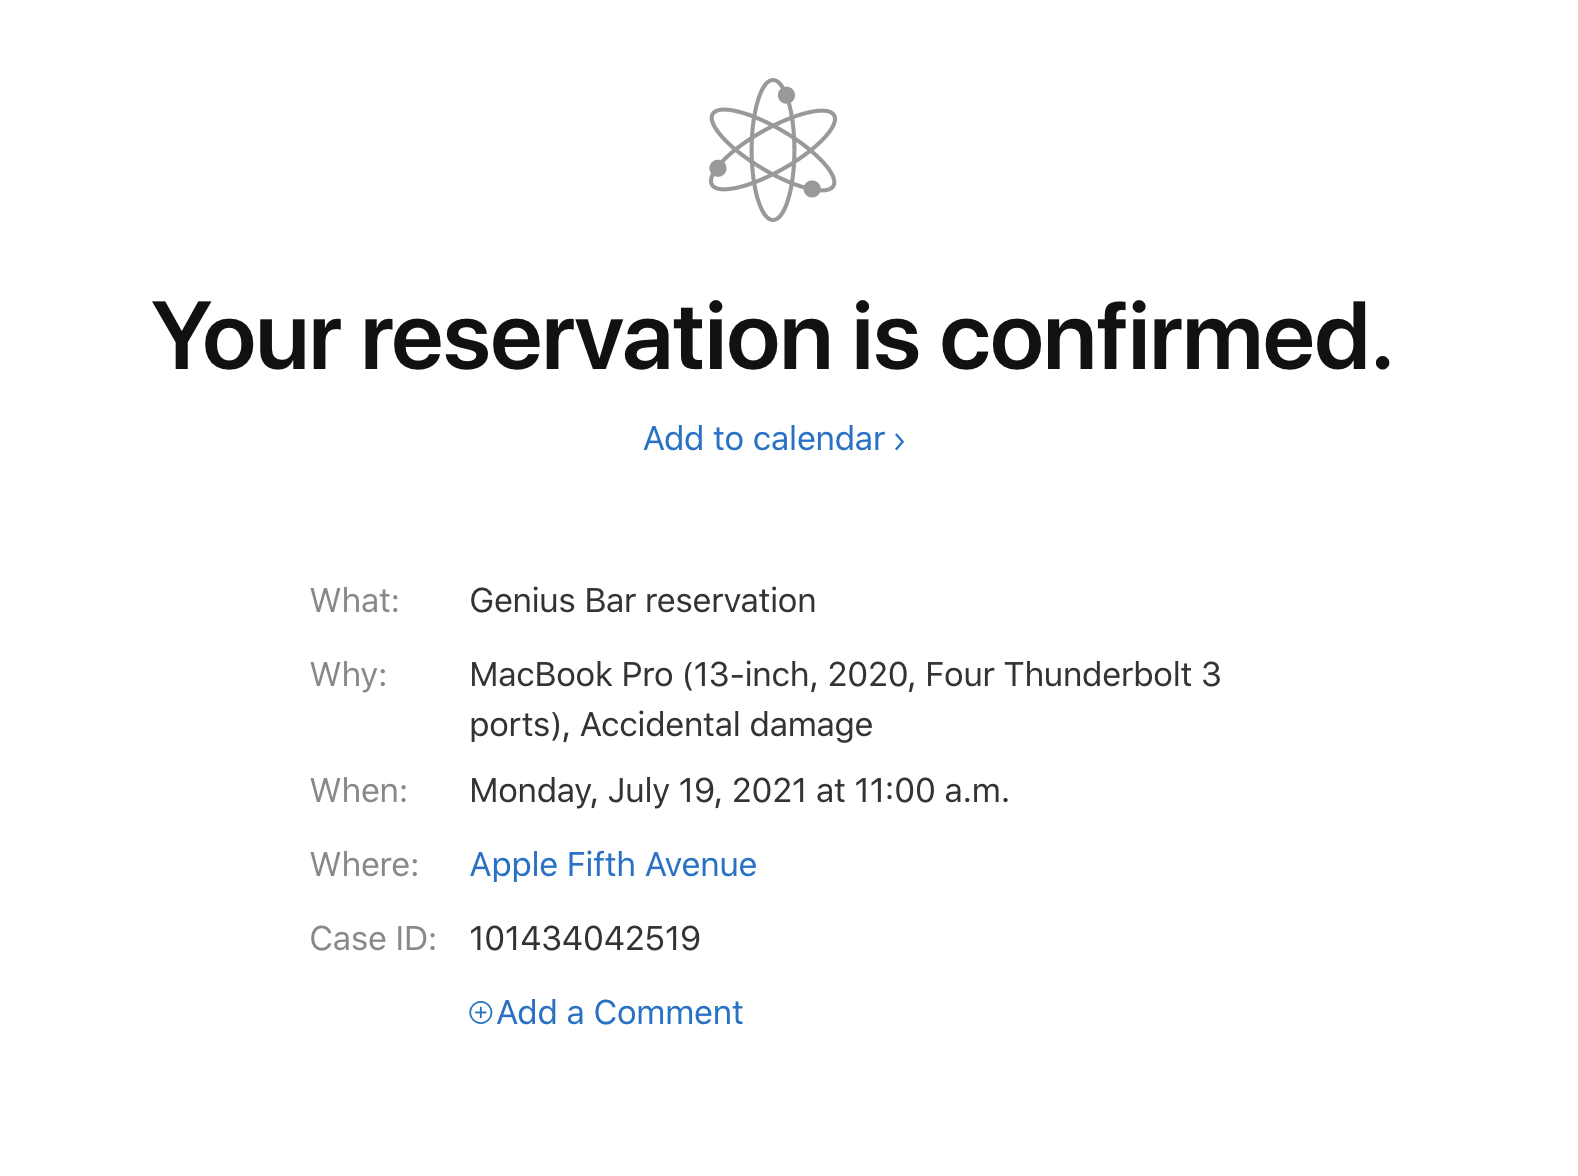 Your reservation is confirmed.
Add to calendar ›
What: Genius Bar reservation
Why: MacBook Pro (13-inch, 2020, Four Thunderbolt 3
ports), Accidental damage
When: Monday, July 19, 2021 at 11:00 a.m.
Where: Apple Fifth Avenue
Case ID: 101434042519
Add a Comment